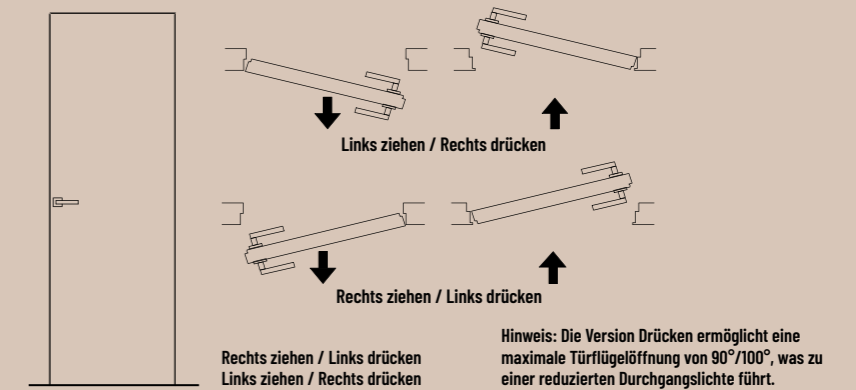 Links ziehen / Rechts drücken
Rechts ziehen / Links drücken
Rechts ziehen / Links drücken
Links ziehen / Rechts drücken
Hinweis: Die Version Drücken ermöglicht eine
maximale Türflügelöffnung von 90°/100°, was zu
einer reduzierten Durchgangslichte führt.